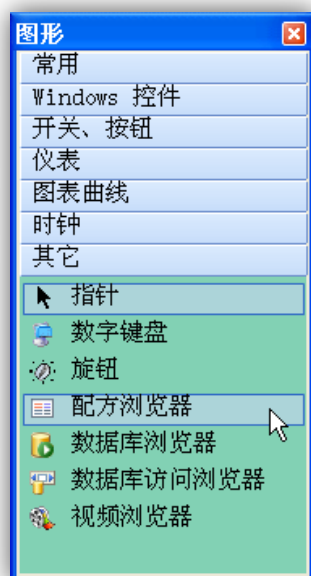 图形
常用
Windows 控件
开关、按钮
仪表
图表曲线
时钟
其它
指针
数字键盘
旋钮
配方浏览器
数据库浏览器
数据库访问浏览器
视频浏览器